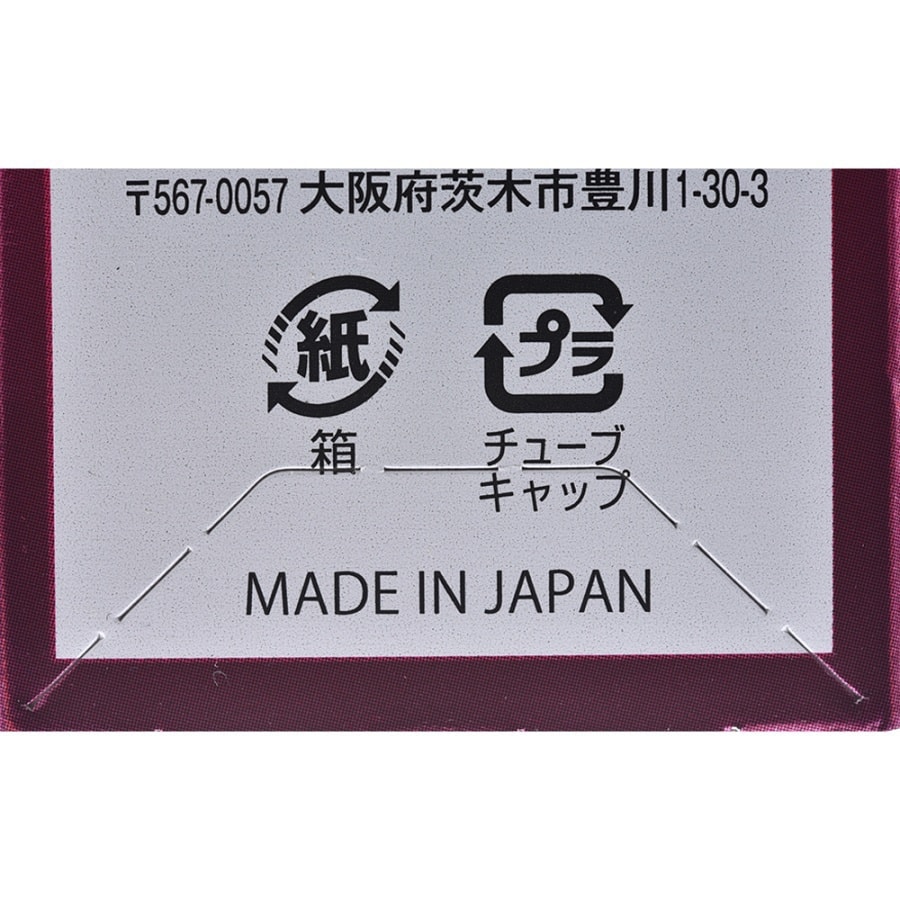 〒567-0057 大阪府茨木市豊川1-30-3
紙 プラ
箱 チューブ
キャップ
MADE IN JAPAN